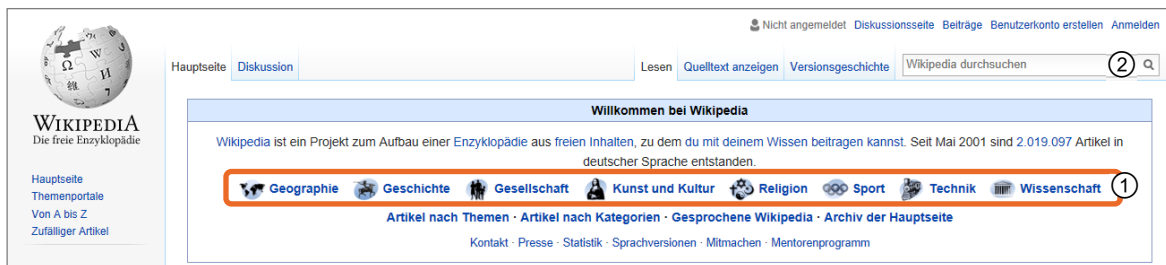 Nicht angemeldet Diskussionsseite Beiträge Benutzerkonto erstellen Anmelden
Hauptseite Diskussion Lesen Quelltext anzeigen Versionsgeschichte Wikipedia durchsuchen ②
Ω W И 維 7
WIKIPEDIA
Die freie Enzyklopädie
Hauptseite
Themenportale
Von A bis Z
Zufälliger Artikel
Willkommen bei Wikipedia
Wikipedia ist ein Projekt zum Aufbau einer Enzyklopädie aus freien Inhalten, zu dem du mit deinem Wissen beitragen kannst. Seit Mai 2001 sind 2.019.097 Artikel in
deutscher Sprache entstanden.
Geographie Geschichte Gesellschaft Kunst und Kultur Religion Sport Technik Wissenschaft ①
Artikel nach Themen · Artikel nach Kategorien · Gesprochene Wikipedia · Archiv der Hauptseite
Kontakt · Presse · Statistik · Sprachversionen · Mitmachen · Mentorenprogramm